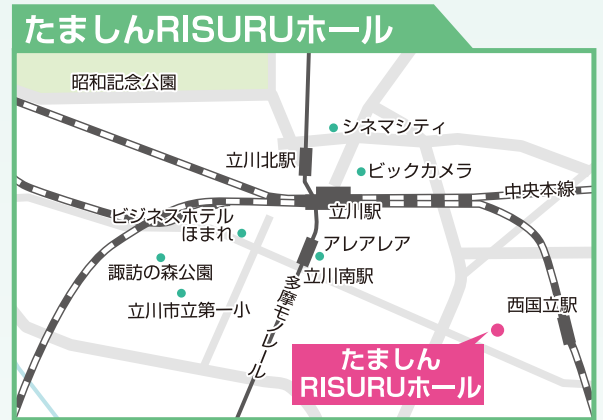 たましんRISURUホール
昭和記念公園
シネマシティ
立川北駅
ビックカメラ
中央本線
立川駅
ビジネスホテル
ほまれ
アレアレア
諏訪の森公園
立川南駅
多摩モノレール
立川市立第一小
西国立駅
たましん
RISURUホール